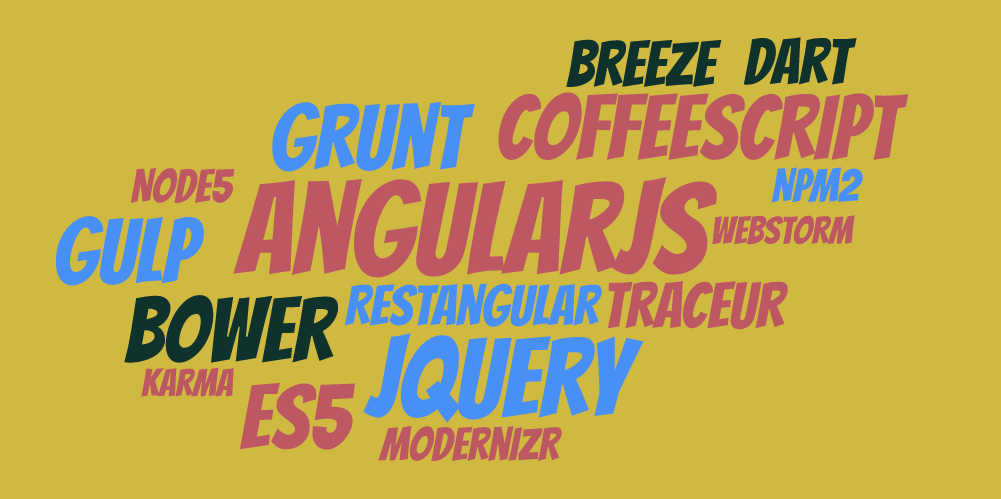 BREEZE DART
GRUNT COFFEESCRIPT
NODE5 ANGULARJS NPM2
GULP WEBSTORM
BOWER RESTANGULAR TRACEUR
KARMA JQUERY
ES5
MODERNIZR